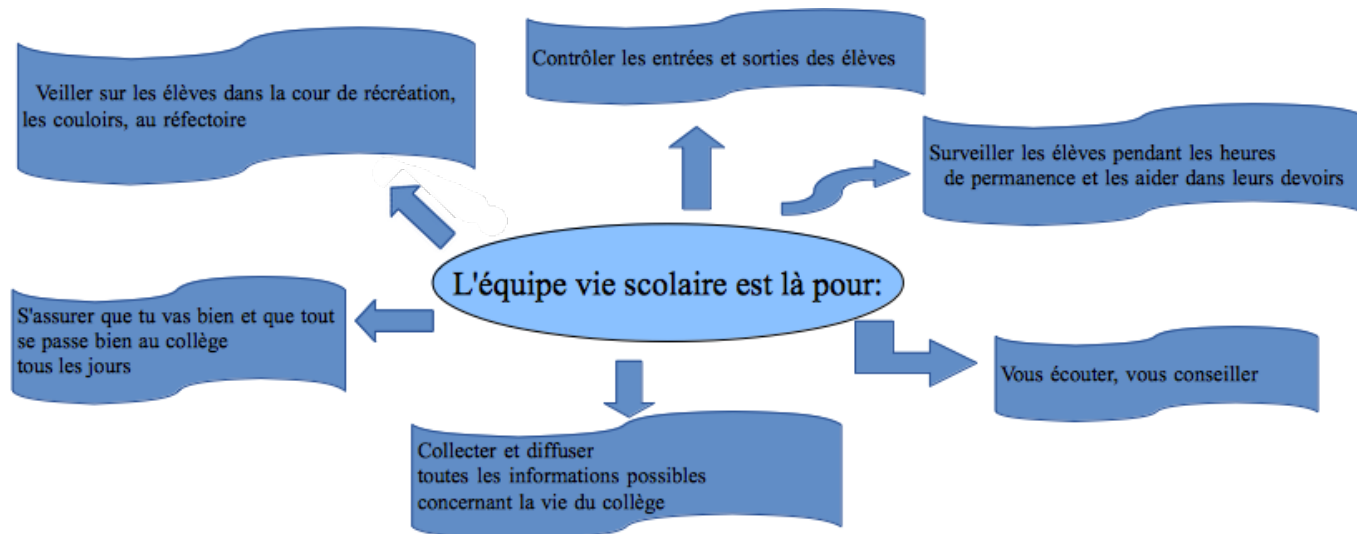 Contrôler les entrées et sorties des élèves
Veiller sur les élèves dans la cour de récréation,
les couloirs, au réfectoire
Surveiller les élèves pendant les heures
de permanence et les aider dans leurs devoirs
L'équipe vie scolaire est là pour:
S'assurer que tu vas bien et que tout
se passe bien au collège
tous les jours
Vous écouter, vous conseiller
Collecter et diffuser
toutes les informations possibles
concernant la vie du collège